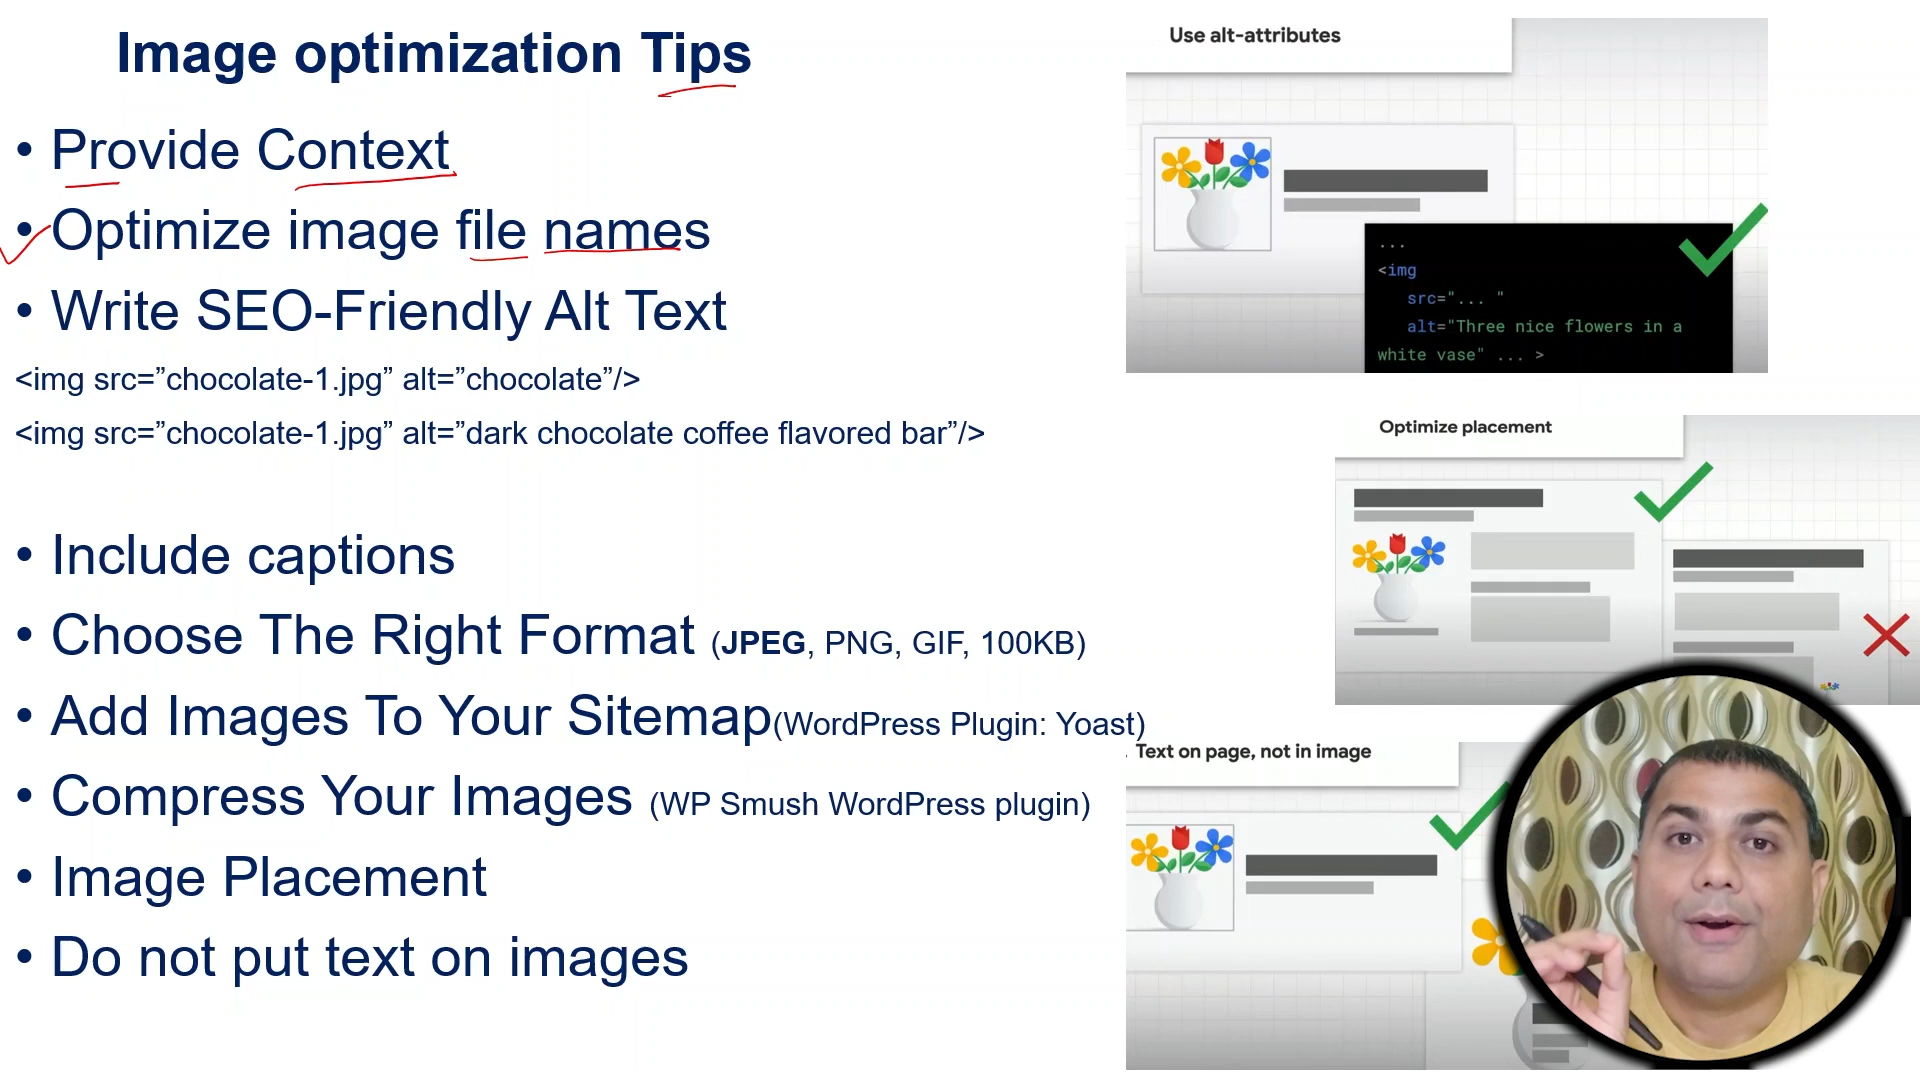 Image optimization Tips
• Provide Context
• Optimize image file names
• Write SEO-Friendly Alt Text
<img src=”chocolate-1.jpg” alt=”chocolate”/>
<img src=”chocolate-1.jpg” alt=”dark chocolate coffee flavored bar”/>
• Include captions
• Choose The Right Format (JPEG, PNG, GIF, 100KB)
• Add Images To Your Sitemap(WordPress Plugin: Yoast)
• Compress Your Images (WP Smush WordPress plugin)
• Image Placement
• Do not put text on images
Use alt-attributes
...
<img
src="... "
alt="Three nice flowers in a
white vase" ... >
Optimize placement
Text on page, not in image